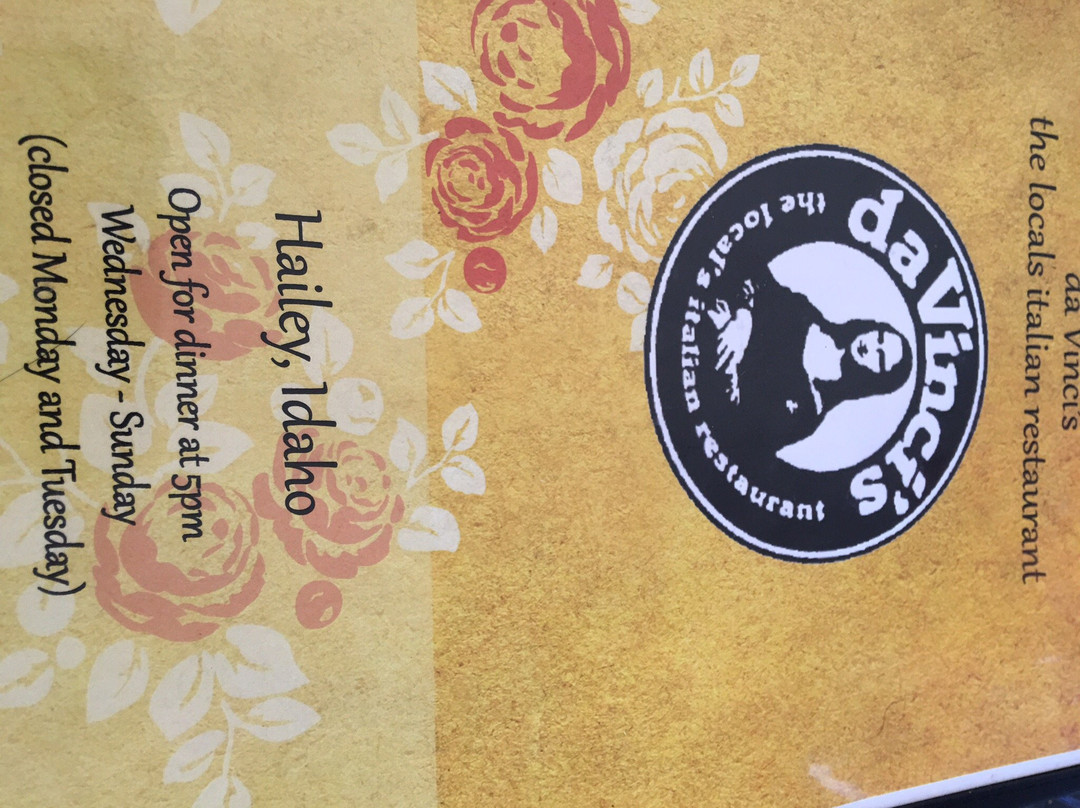 da Vincis
the locals italian restaurant
daVinci's
the local's italian restaurant
Hailey, Idaho
Open for dinner at 5pm
Wednesday - Sunday
(closed Monday and Tuesday)